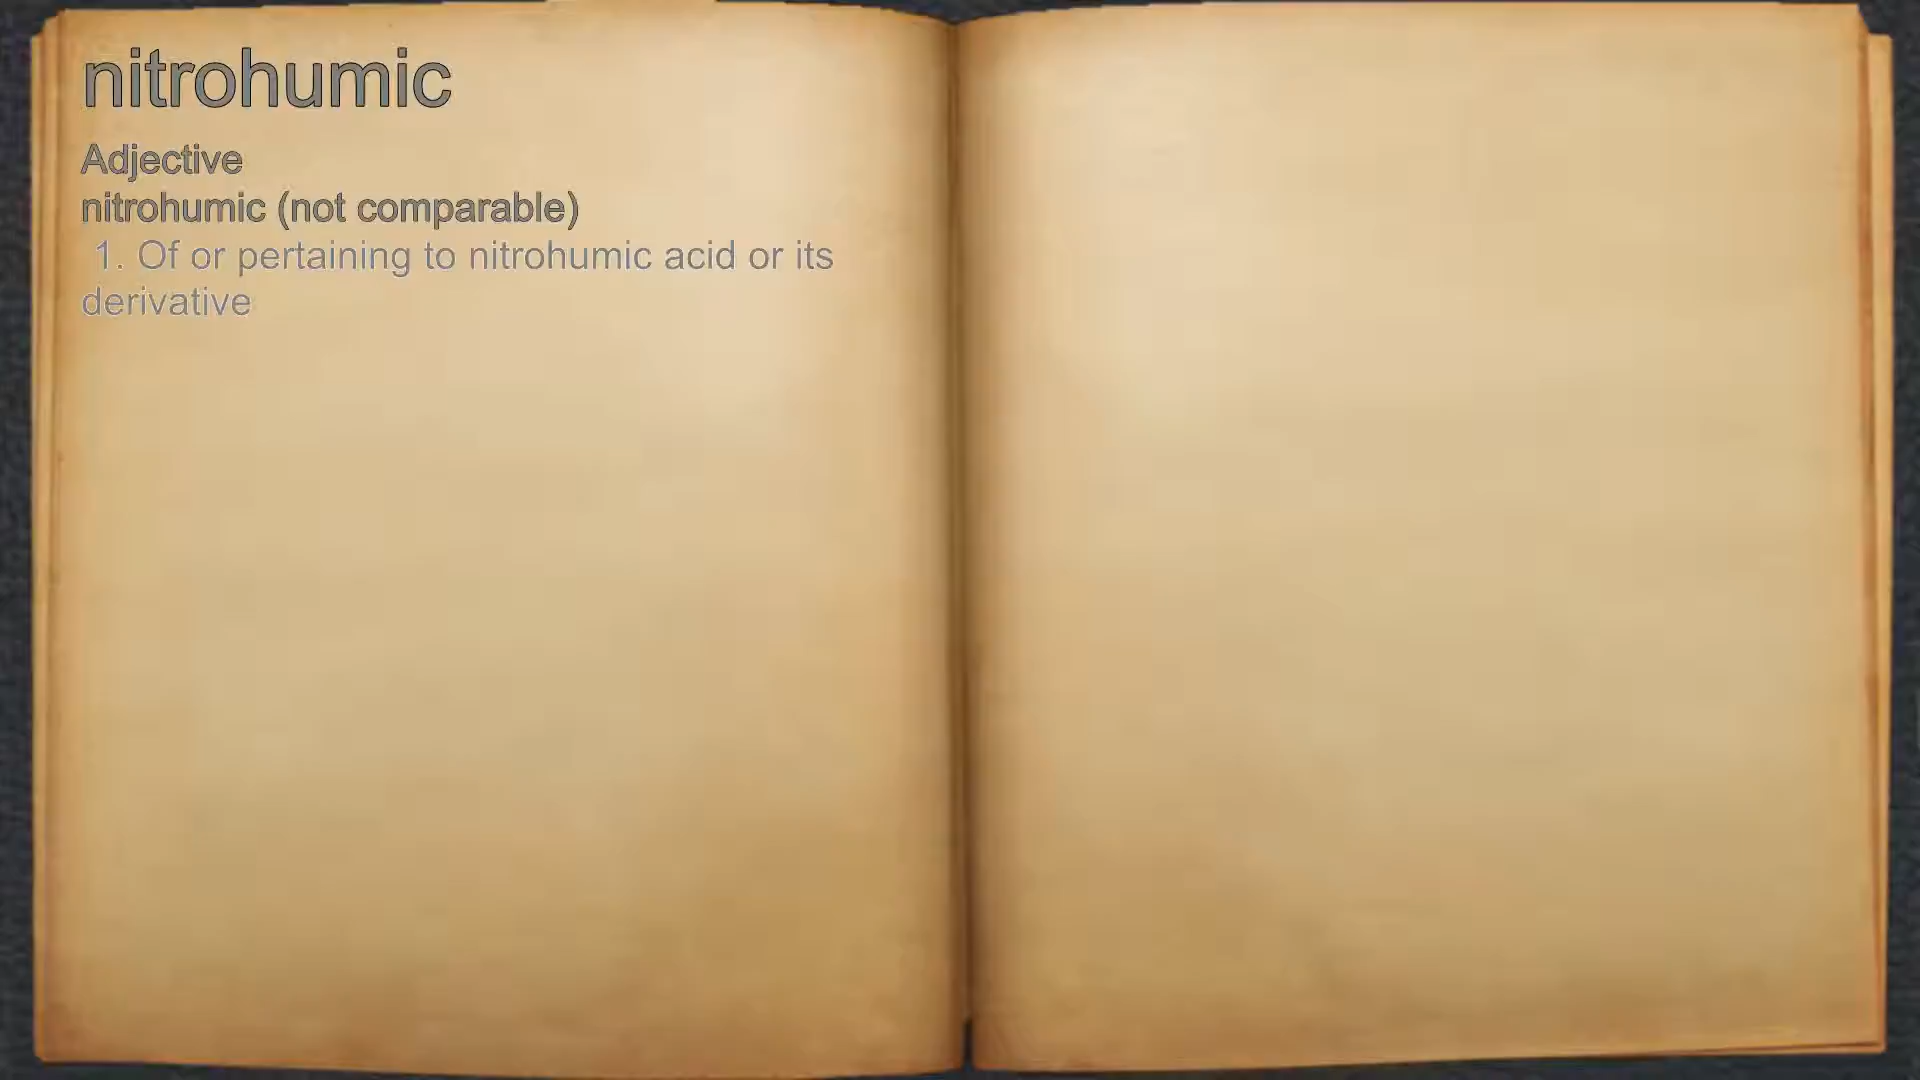 nitrohumic
Adjective
nitrohumic (not comparable)
1. Of or pertaining to nitrohumic acid or its
derivative